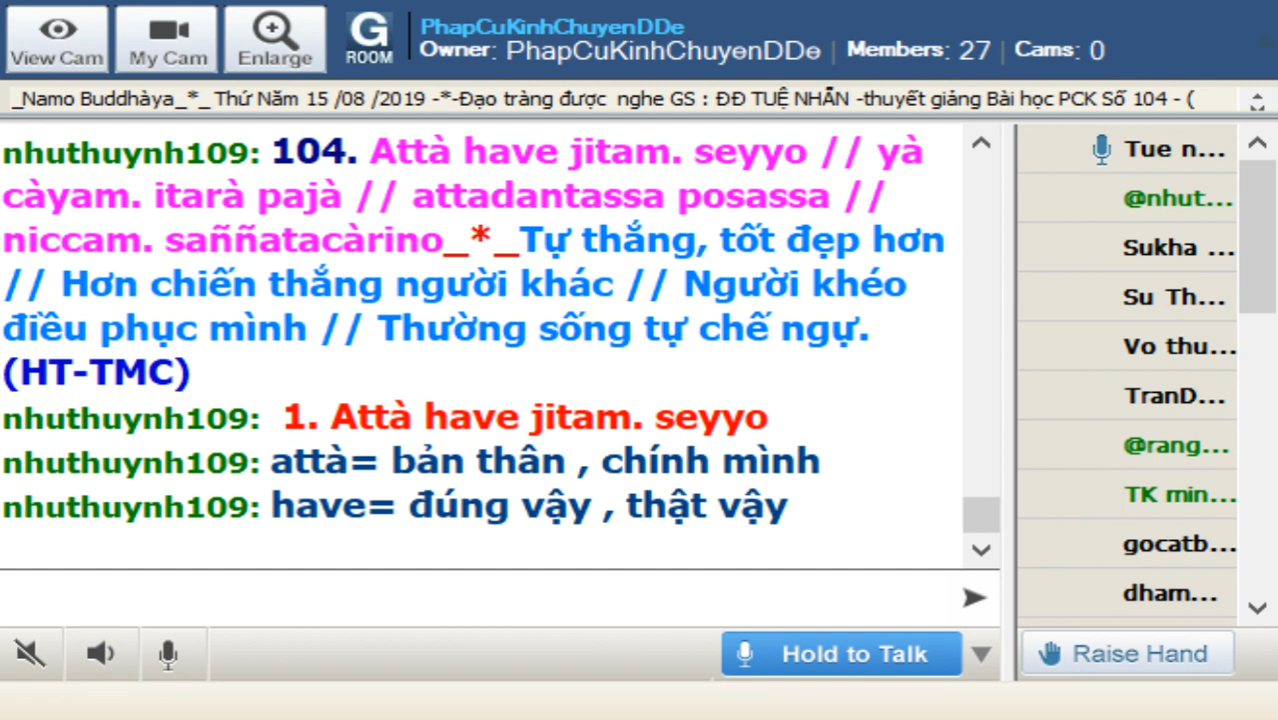 View Cam
My Cam
Enlarge
G
ROOM
PhapCuKinhChuyenDDe
Owner: PhapCuKinhChuyenDDe | Members: 27 | Cams: 0
_Namo Buddhàya_*_ Thứ Năm 15 /08 /2019 -*-Đạo tràng được nghe GS : ĐĐ TUỆ NHẪN -thuyết giảng Bài học PCK Số 104 - (
nhuthuynh109: 104. Attà have jitam. seyyo // yà
càyam. itarà pajà // attadantassa posassa //
niccam. saññatacàrino_*_Tự thắng, tốt đẹp hơn
// Hơn chiến thắng người khác // Người khéo
điều phục mình // Thường sống tự chế ngự.
(HT-TMC)
nhuthuynh109: 1. Attà have jitam. seyyo
nhuthuynh109: attà= bản thân , chính mình
nhuthuynh109: have= đúng vậy , thật vậy
Tue n...
@nhut...
Sukha ...
Su Th...
Vo thu...
TranD...
@rang...
TK min...
gocatb...
dham...
Hold to Talk
Raise Hand